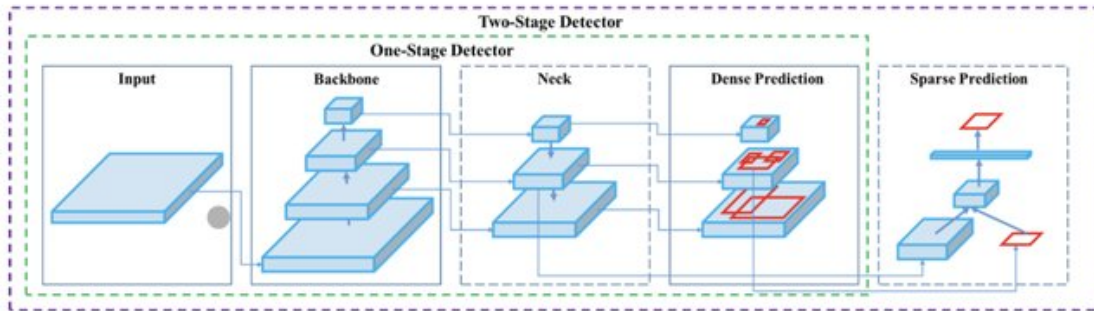 Two-Stage Detector
One-Stage Detector
Input
Backbone
Neck
Dense Prediction
Sparse Prediction